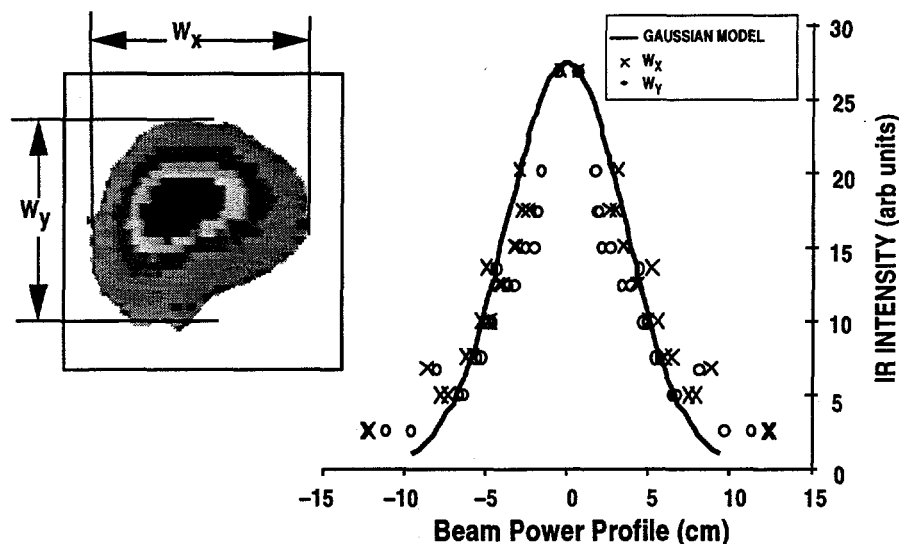 Wx
Wy
GAUSSIAN MODEL
× Wx
o Wy
30
25
20
15
10
5
0
IR INTENSITY (arb units)
−15 −10 −5 0 5 10 15
Beam Power Profile (cm)